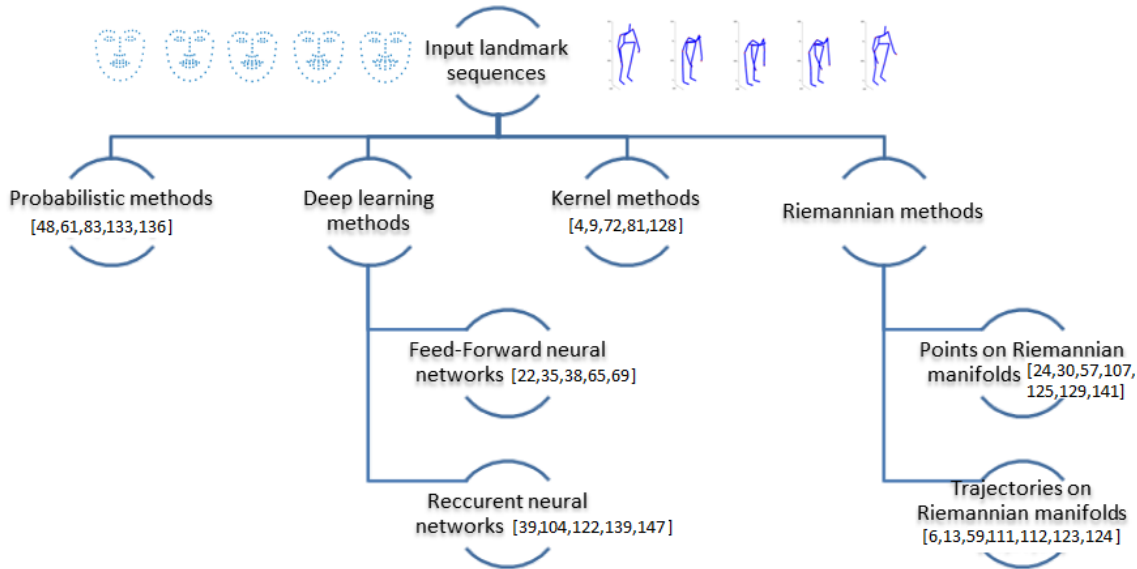 Input landmark
sequences
Probabilistic methods
[48,61,83,133,136]
Deep learning
methods
Kernel methods
[4,9,72,81,128]
Riemannian methods
Feed-Forward neural
networks [22,35,38,65,69]
Reccurent neural
networks [39,104,122,139,147]
Points on Riemannian
manifolds [24,30,57,107,
125,129,141]
Trajectories on
Riemannian manifolds
[6,13,59,111,112,123,124]